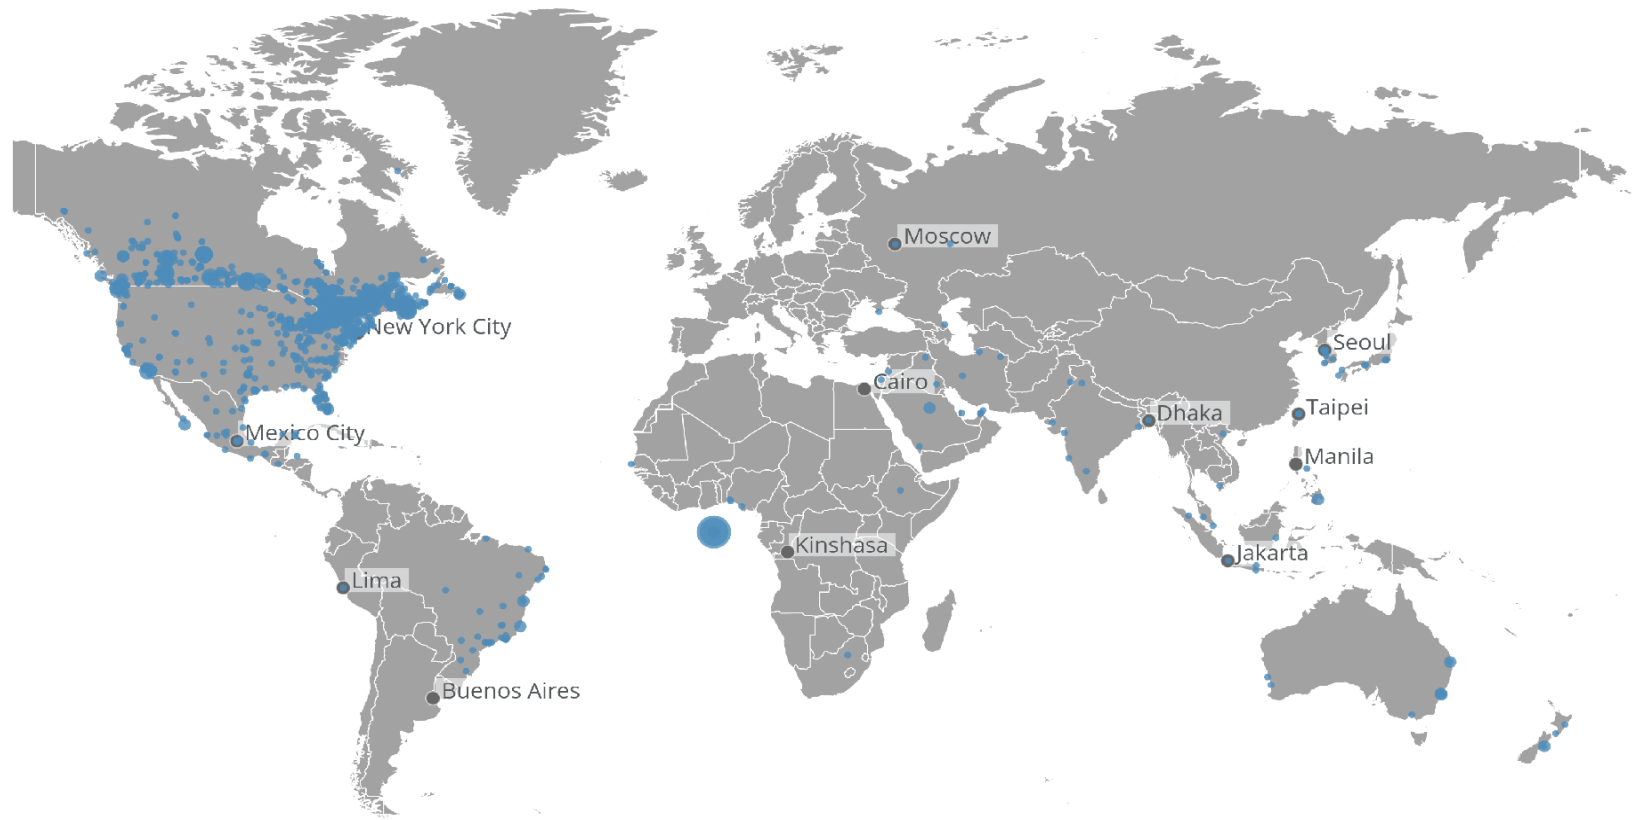 Moscow
New York City
Seoul
Cairo
Taipei
Dhaka
Mexico City
Manila
Kinshasa
Jakarta
Lima
Buenos Aires